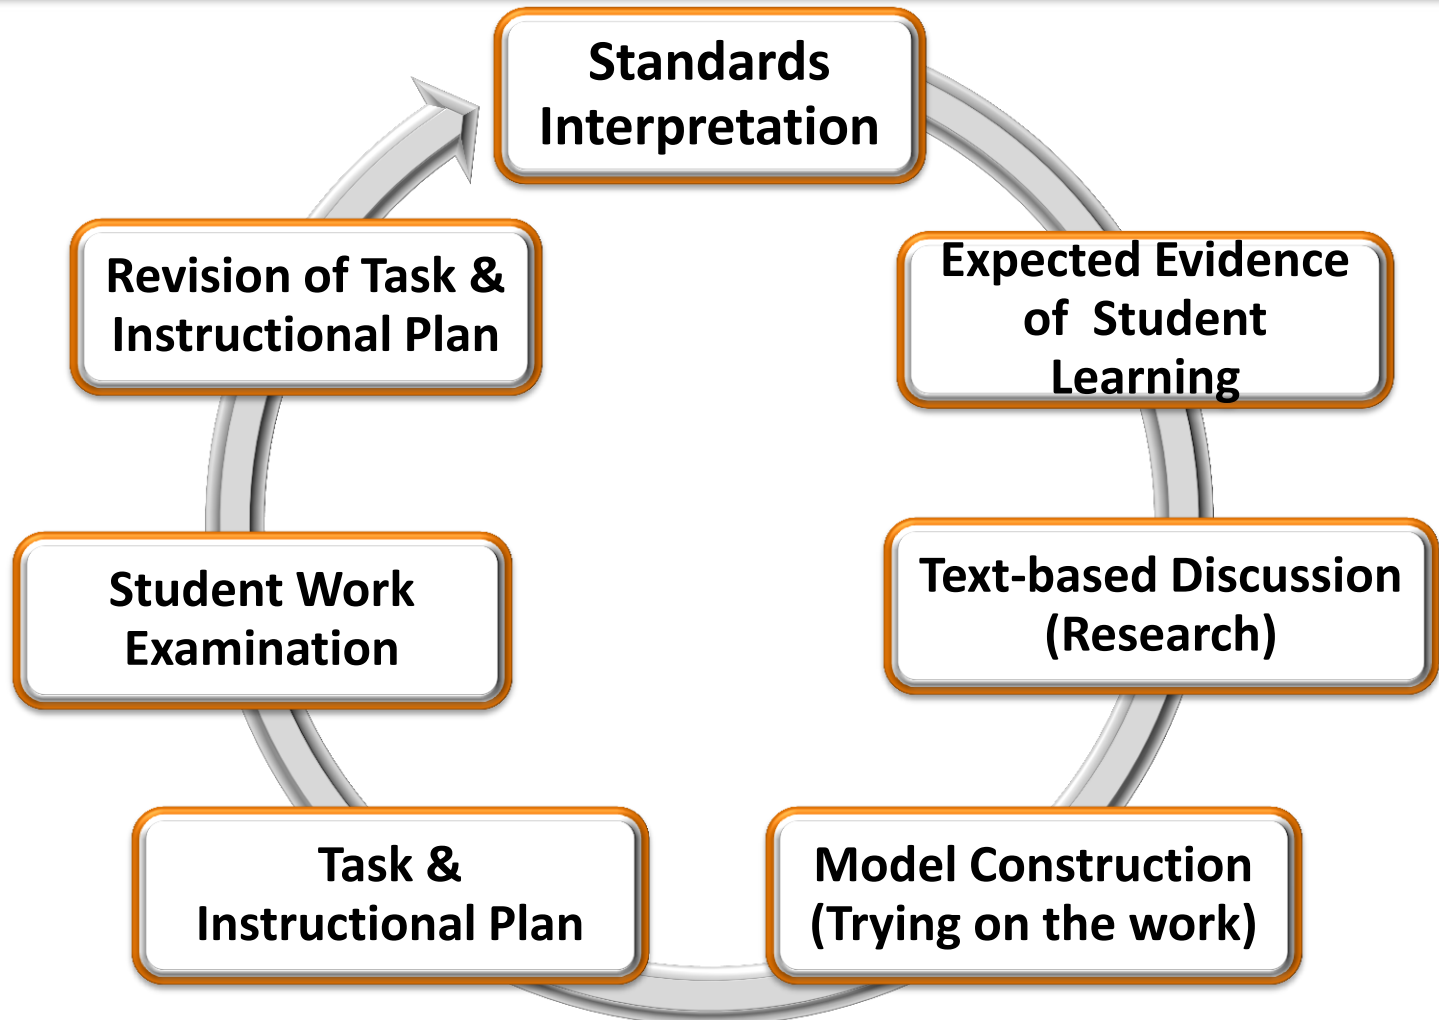 Standards
Interpretation
Expected Evidence
of  Student
Learning
Text-based Discussion
(Research)
Model Construction
(Trying on the work)
Task &
Instructional Plan
Student Work
Examination
Revision of Task &
Instructional Plan